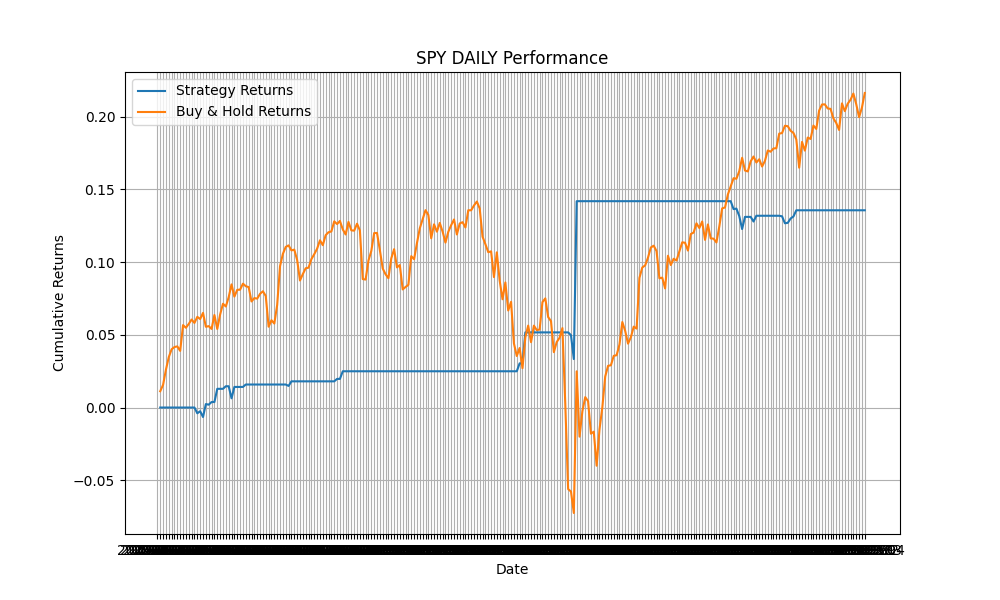 SPY DAILY Performance
Strategy Returns
Buy & Hold Returns
Cumulative Returns
0.20
0.15
0.10
0.05
0.00
−0.05
Date